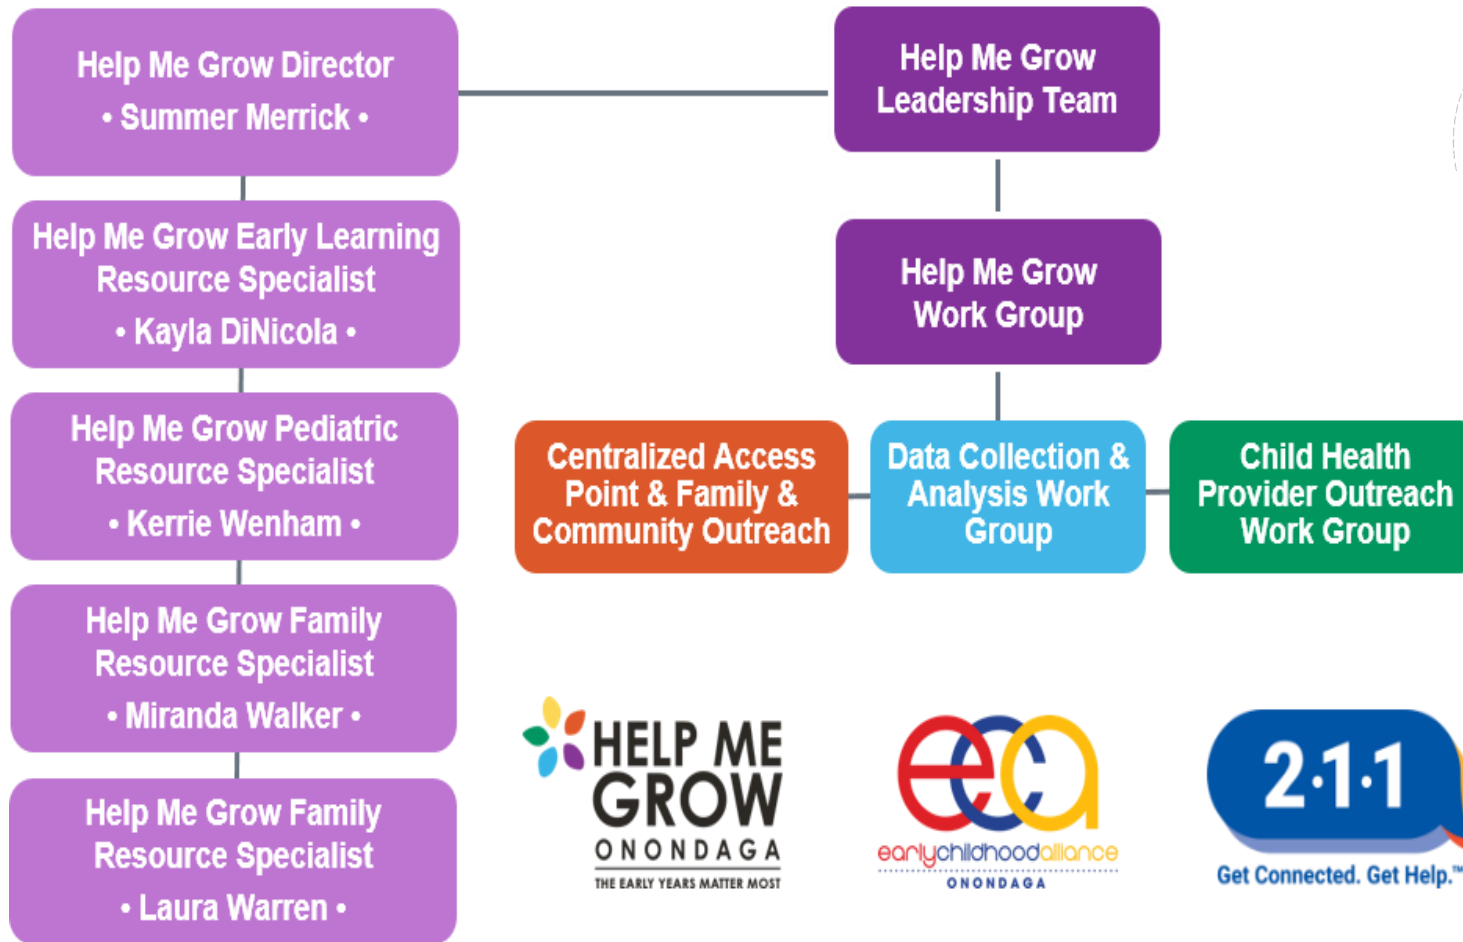 Help Me Grow Director
• Summer Merrick •
Help Me Grow Early Learning
Resource Specialist
• Kayla DiNicola •
Help Me Grow Pediatric
Resource Specialist
• Kerrie Wenham •
Help Me Grow Family
Resource Specialist
• Miranda Walker •
Help Me Grow Family
Resource Specialist
• Laura Warren •
Help Me Grow
Leadership Team
Help Me Grow
Work Group
Centralized Access
Point & Family &
Community Outreach
Data Collection &
Analysis Work
Group
Child Health
Provider Outreach
Work Group
HELP ME
GROW
ONONDAGA
THE EARLY YEARS MATTER MOST
eca
earlychildhoodalliance
ONONDAGA
2·1·1
Get Connected. Get Help.™